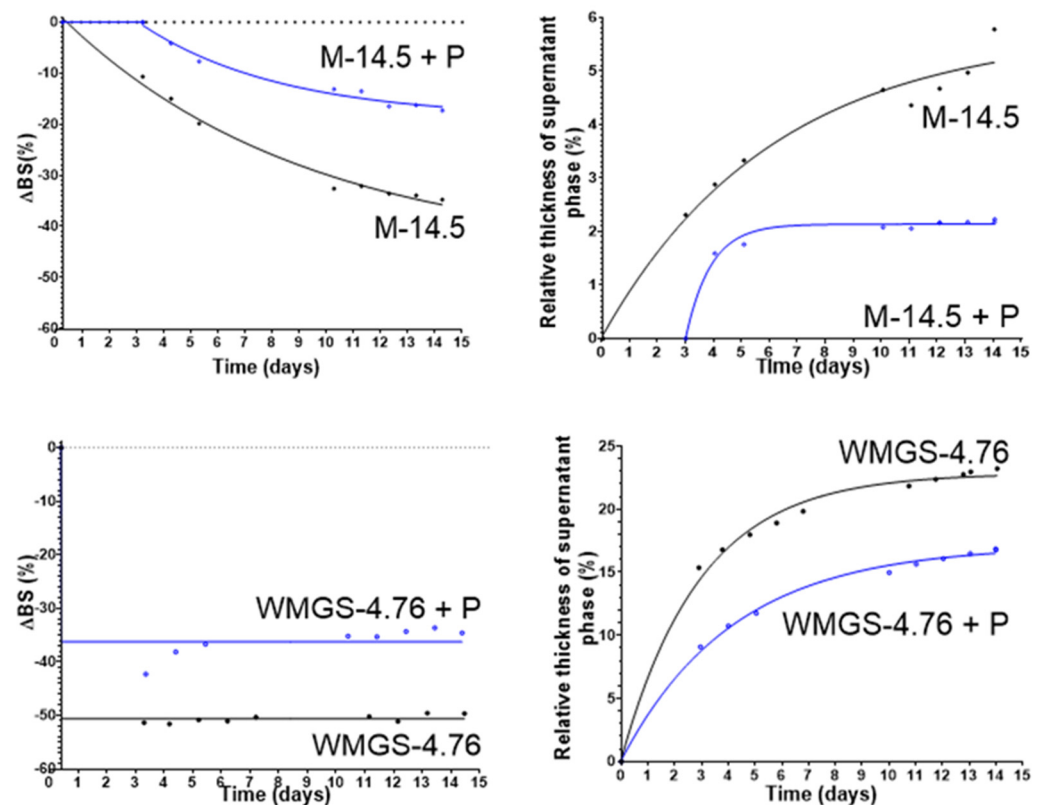 0
-10
-20
-30
-40
-50
-60
ΔBS(%)
M-14.5 + P
M-14.5
0 1 2 3 4 5 6 7 8 9 10 11 12 13 14 15
Time (days)
6
5
4
3
2
1
0
Relative thickness of supernatant
phase (%)
M-14.5
M-14.5 + P
0 1 2 3 4 5 6 7 8 9 10 11 12 13 14 15
TIme (days)
0
-10
-20
-30
-40
-50
-60
ΔBS (%)
WMGS-4.76 + P
WMGS-4.76
0 1 2 3 4 5 6 7 8 9 10 11 12 13 14 15
Time (days)
25
20
15
10
5
0
Relative thickness of supernatant
phase (%)
WMGS-4.76
WMGS-4.76 + P
0 1 2 3 4 5 6 7 8 9 10 11 12 13 14 15
Time (days)